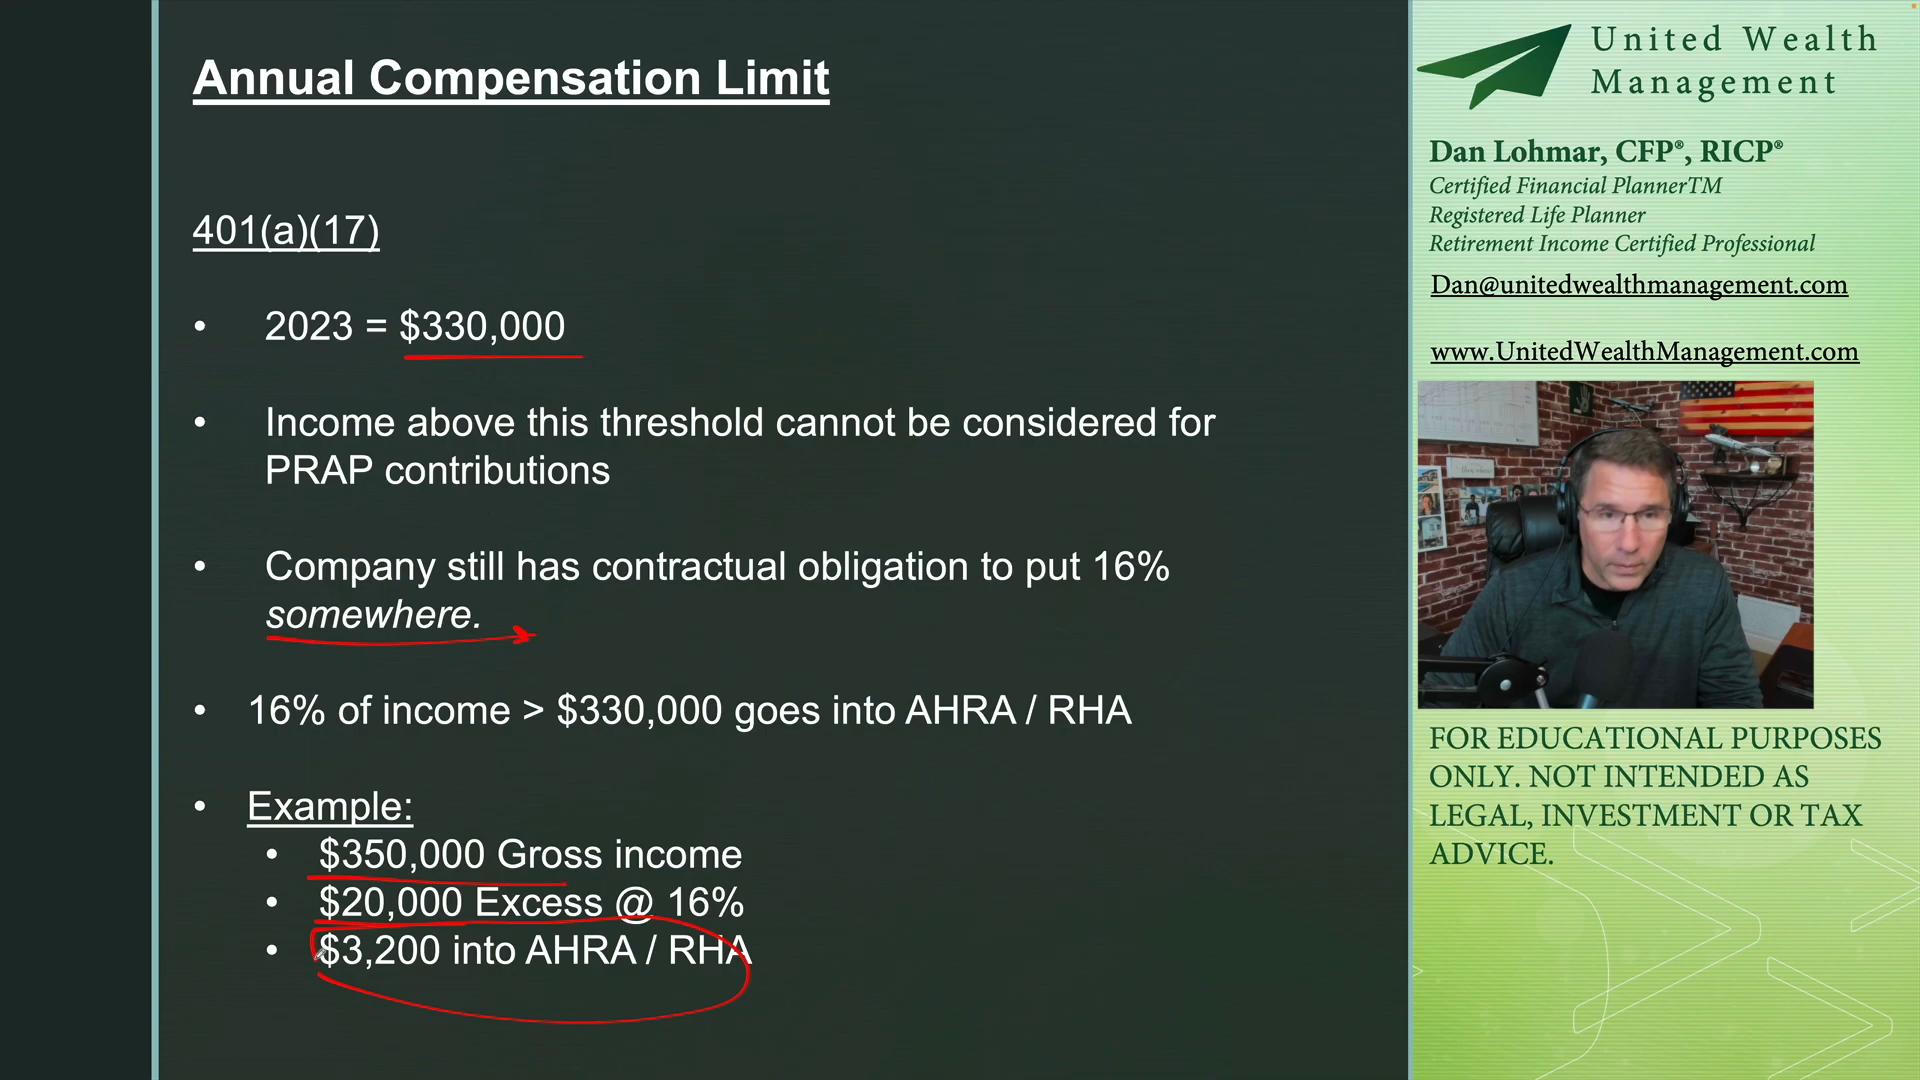 Annual Compensation Limit
401(a)(17)
• 2023 = $330,000
• Income above this threshold cannot be considered for
PRAP contributions
• Company still has contractual obligation to put 16%
somewhere.
• 16% of income > $330,000 goes into AHRA / RHA
• Example:
• $350,000 Gross income
• $20,000 Excess @ 16%
• $3,200 into AHRA / RHA
United Wealth
Management
Dan Lohmar, CFP®, RICP®
Certified Financial PlannerTM
Registered Life Planner
Retirement Income Certified Professional
Dan@unitedwealthmanagement.com
www.UnitedWealthManagement.com
FOR EDUCATIONAL PURPOSES
ONLY. NOT INTENDED AS
LEGAL, INVESTMENT OR TAX
ADVICE.